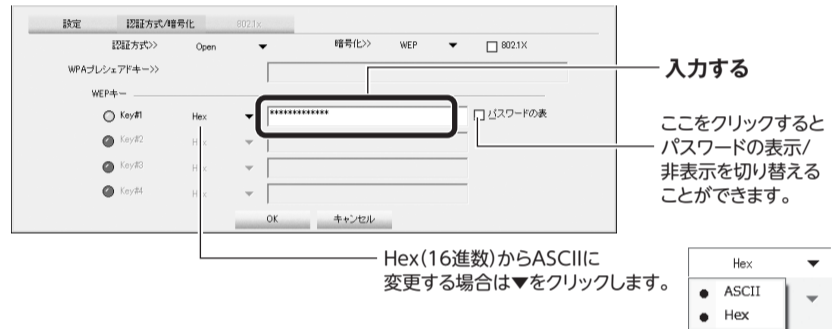 設定 認証方式/暗号化 802.1x
認証方式>> Open 暗号化>> WEP 802.1X
WPAプレシェアドキー>>
WEPキー
Key#1 Hex ************* パスワードの表
Key#2 Hex
Key#3 Hex
Key#4 Hex
OK キャンセル
入力する
ここをクリックすると
パスワードの表示/
非表示を切り替える
ことができます。
Hex(16進数)からASCIIに
変更する場合は▼をクリックします。
Hex
ASCII
Hex